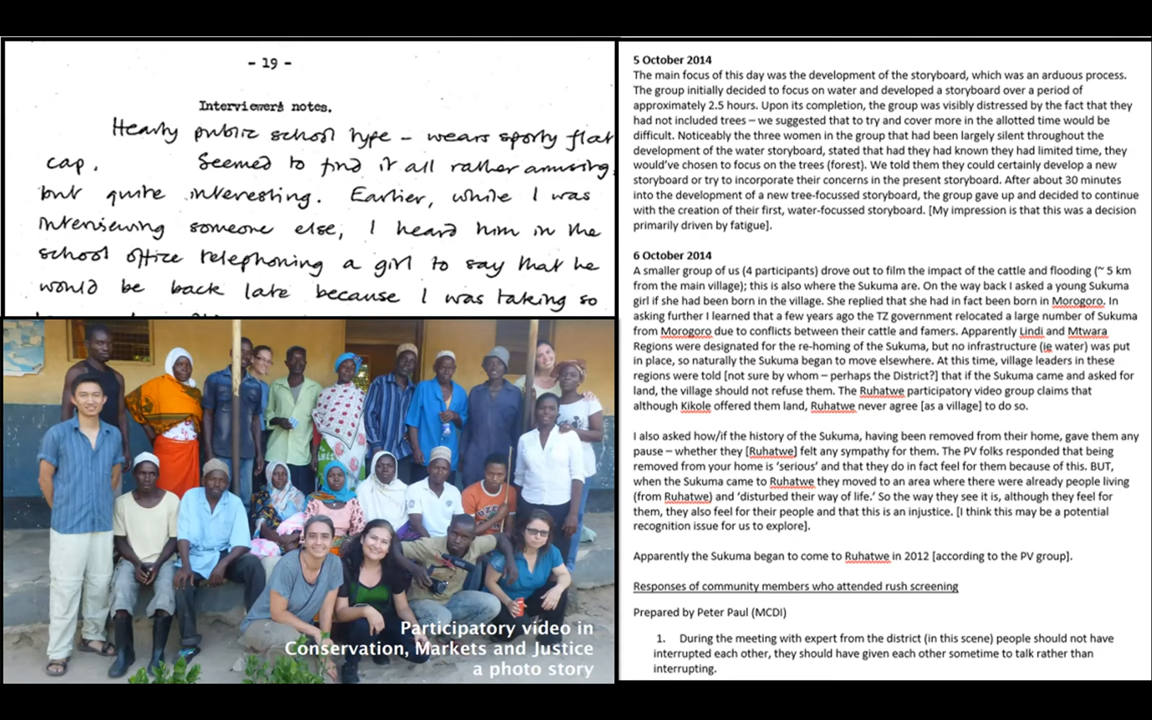 - 19 -
Interviewers notes.
Hearty public school type – wears sporty flat
cap. Seemed to find it all rather amusing,
but quite interesting. Earlier, while I was
interviewing someone else, I heard him in the
school office telephoning a girl to say that he
would be back late because I was taking so
Participatory video in
Conservation, Markets and Justice
a photo story
5 October 2014
The main focus of this day was the development of the storyboard, which was an arduous process.
The group initially decided to focus on water and developed a storyboard over a period of
approximately 2.5 hours. Upon its completion, the group was visibly distressed by the fact that they
had not included trees – we suggested that to try and cover more in the allotted time would be
difficult. Noticeably the three women in the group that had been largely silent throughout the
development of the water storyboard, stated that had they had known they had limited time, they
would've chosen to focus on the trees (forest). We told them they could certainly develop a new
storyboard or try to incorporate their concerns in the present storyboard. After about 30 minutes
into the development of a new tree-focussed storyboard, the group gave up and decided to continue
with the creation of their first, water-focussed storyboard. [My impression is that this was a decision
primarily driven by fatigue].
6 October 2014
A smaller group of us (4 participants) drove out to film the impact of the cattle and flooding (~ 5 km
from the main village); this is also where the Sukuma are. On the way back I asked a young Sukuma
girl if she had been born in the village. She replied that she had in fact been born in Morogoro. In
asking further I learned that a few years ago the TZ government relocated a large number of Sukuma
from Morogoro due to conflicts between their cattle and famers. Apparently Lindi and Mtwara
Regions were designated for the re-homing of the Sukuma, but no infrastructure (ie water) was put
in place, so naturally the Sukuma began to move elsewhere. At this time, village leaders in these
regions were told [not sure by whom – perhaps the District?] that if the Sukuma came and asked for
land, the village should not refuse them. The Ruhatwe participatory video group claims that
although Kikole offered them land, Ruhatwe never agree [as a village] to do so.
I also asked how/if the history of the Sukuma, having been removed from their home, gave them any
pause – whether they [Ruhatwe] felt any sympathy for them. The PV folks responded that being
removed from your home is 'serious' and that they do in fact feel for them because of this. BUT,
when the Sukuma came to Ruhatwe they moved to an area where there were already people living
(from Ruhatwe) and 'disturbed their way of life.' So the way they see it is, although they feel for
them, they also feel for their people and that this is an injustice. [I think this may be a potential
recognition issue for us to explore].
Apparently the Sukuma began to come to Ruhatwe in 2012 [according to the PV group].
Responses of community members who attended rush screening
Prepared by Peter Paul (MCDI)
1. During the meeting with expert from the district (in this scene) people should not have
interrupted each other, they should have given each other sometime to talk rather than
interrupting.